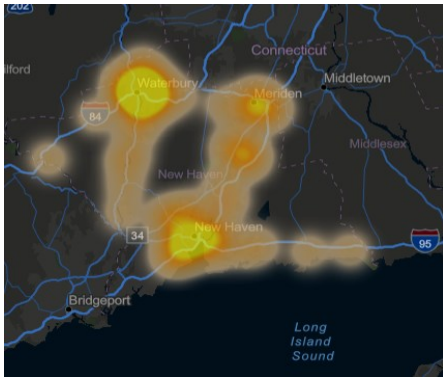 202
Connecticut
ilford
Waterbury
Meriden
Middletown
84
Middlesex
New Haven
New Haven
34
95
Bridgeport
Long
Island
Sound